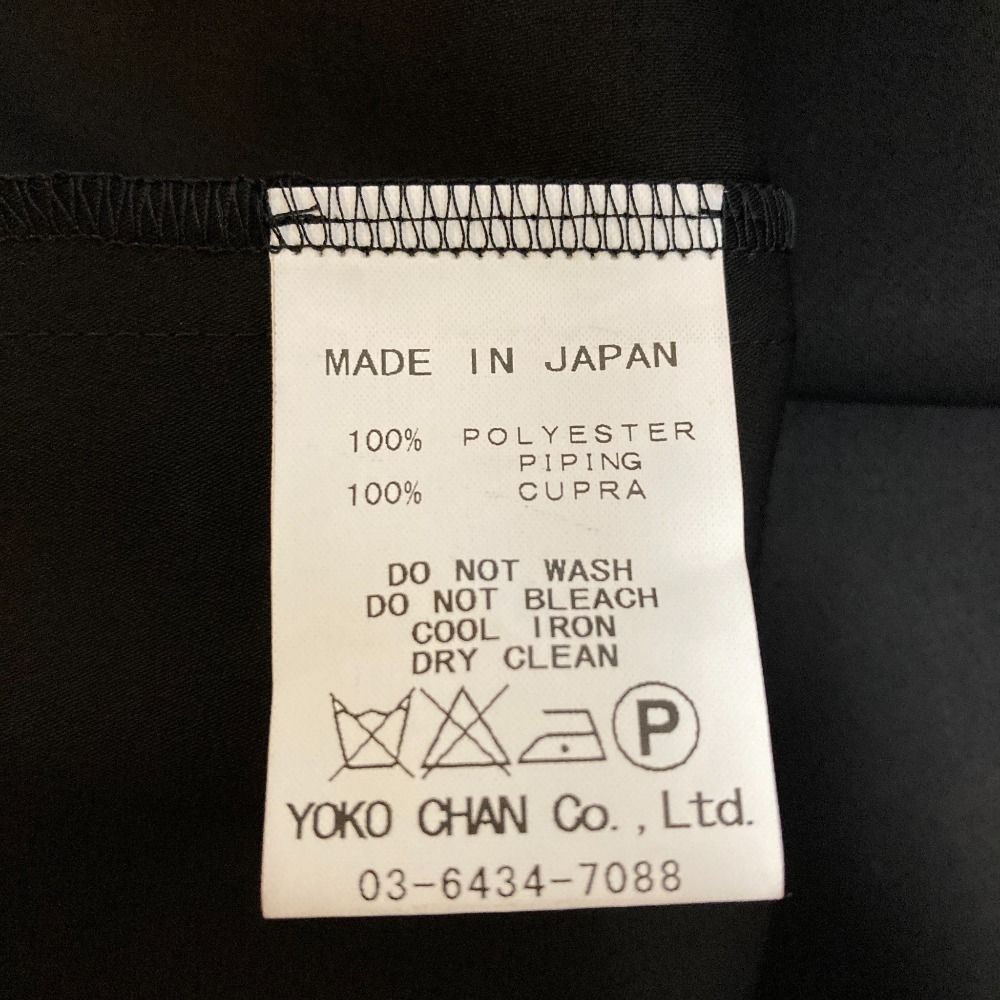 MADE IN JAPAN
100% POLYESTER
PIPING
100% CUPRA
DO NOT WASH
DO NOT BLEACH
COOL IRON
DRY CLEAN
P
YOKO CHAN Co.,Ltd.
03-6434-7088